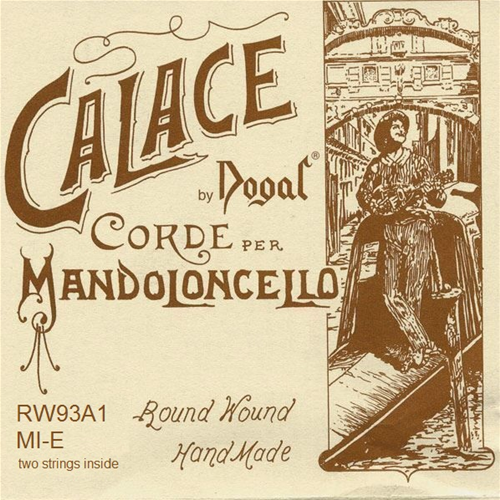 CALACE
by Dogal®
CORDE PER
MANDOLONCELLO
RW93A1
MI-E
two strings inside
Round Wound
HandMade